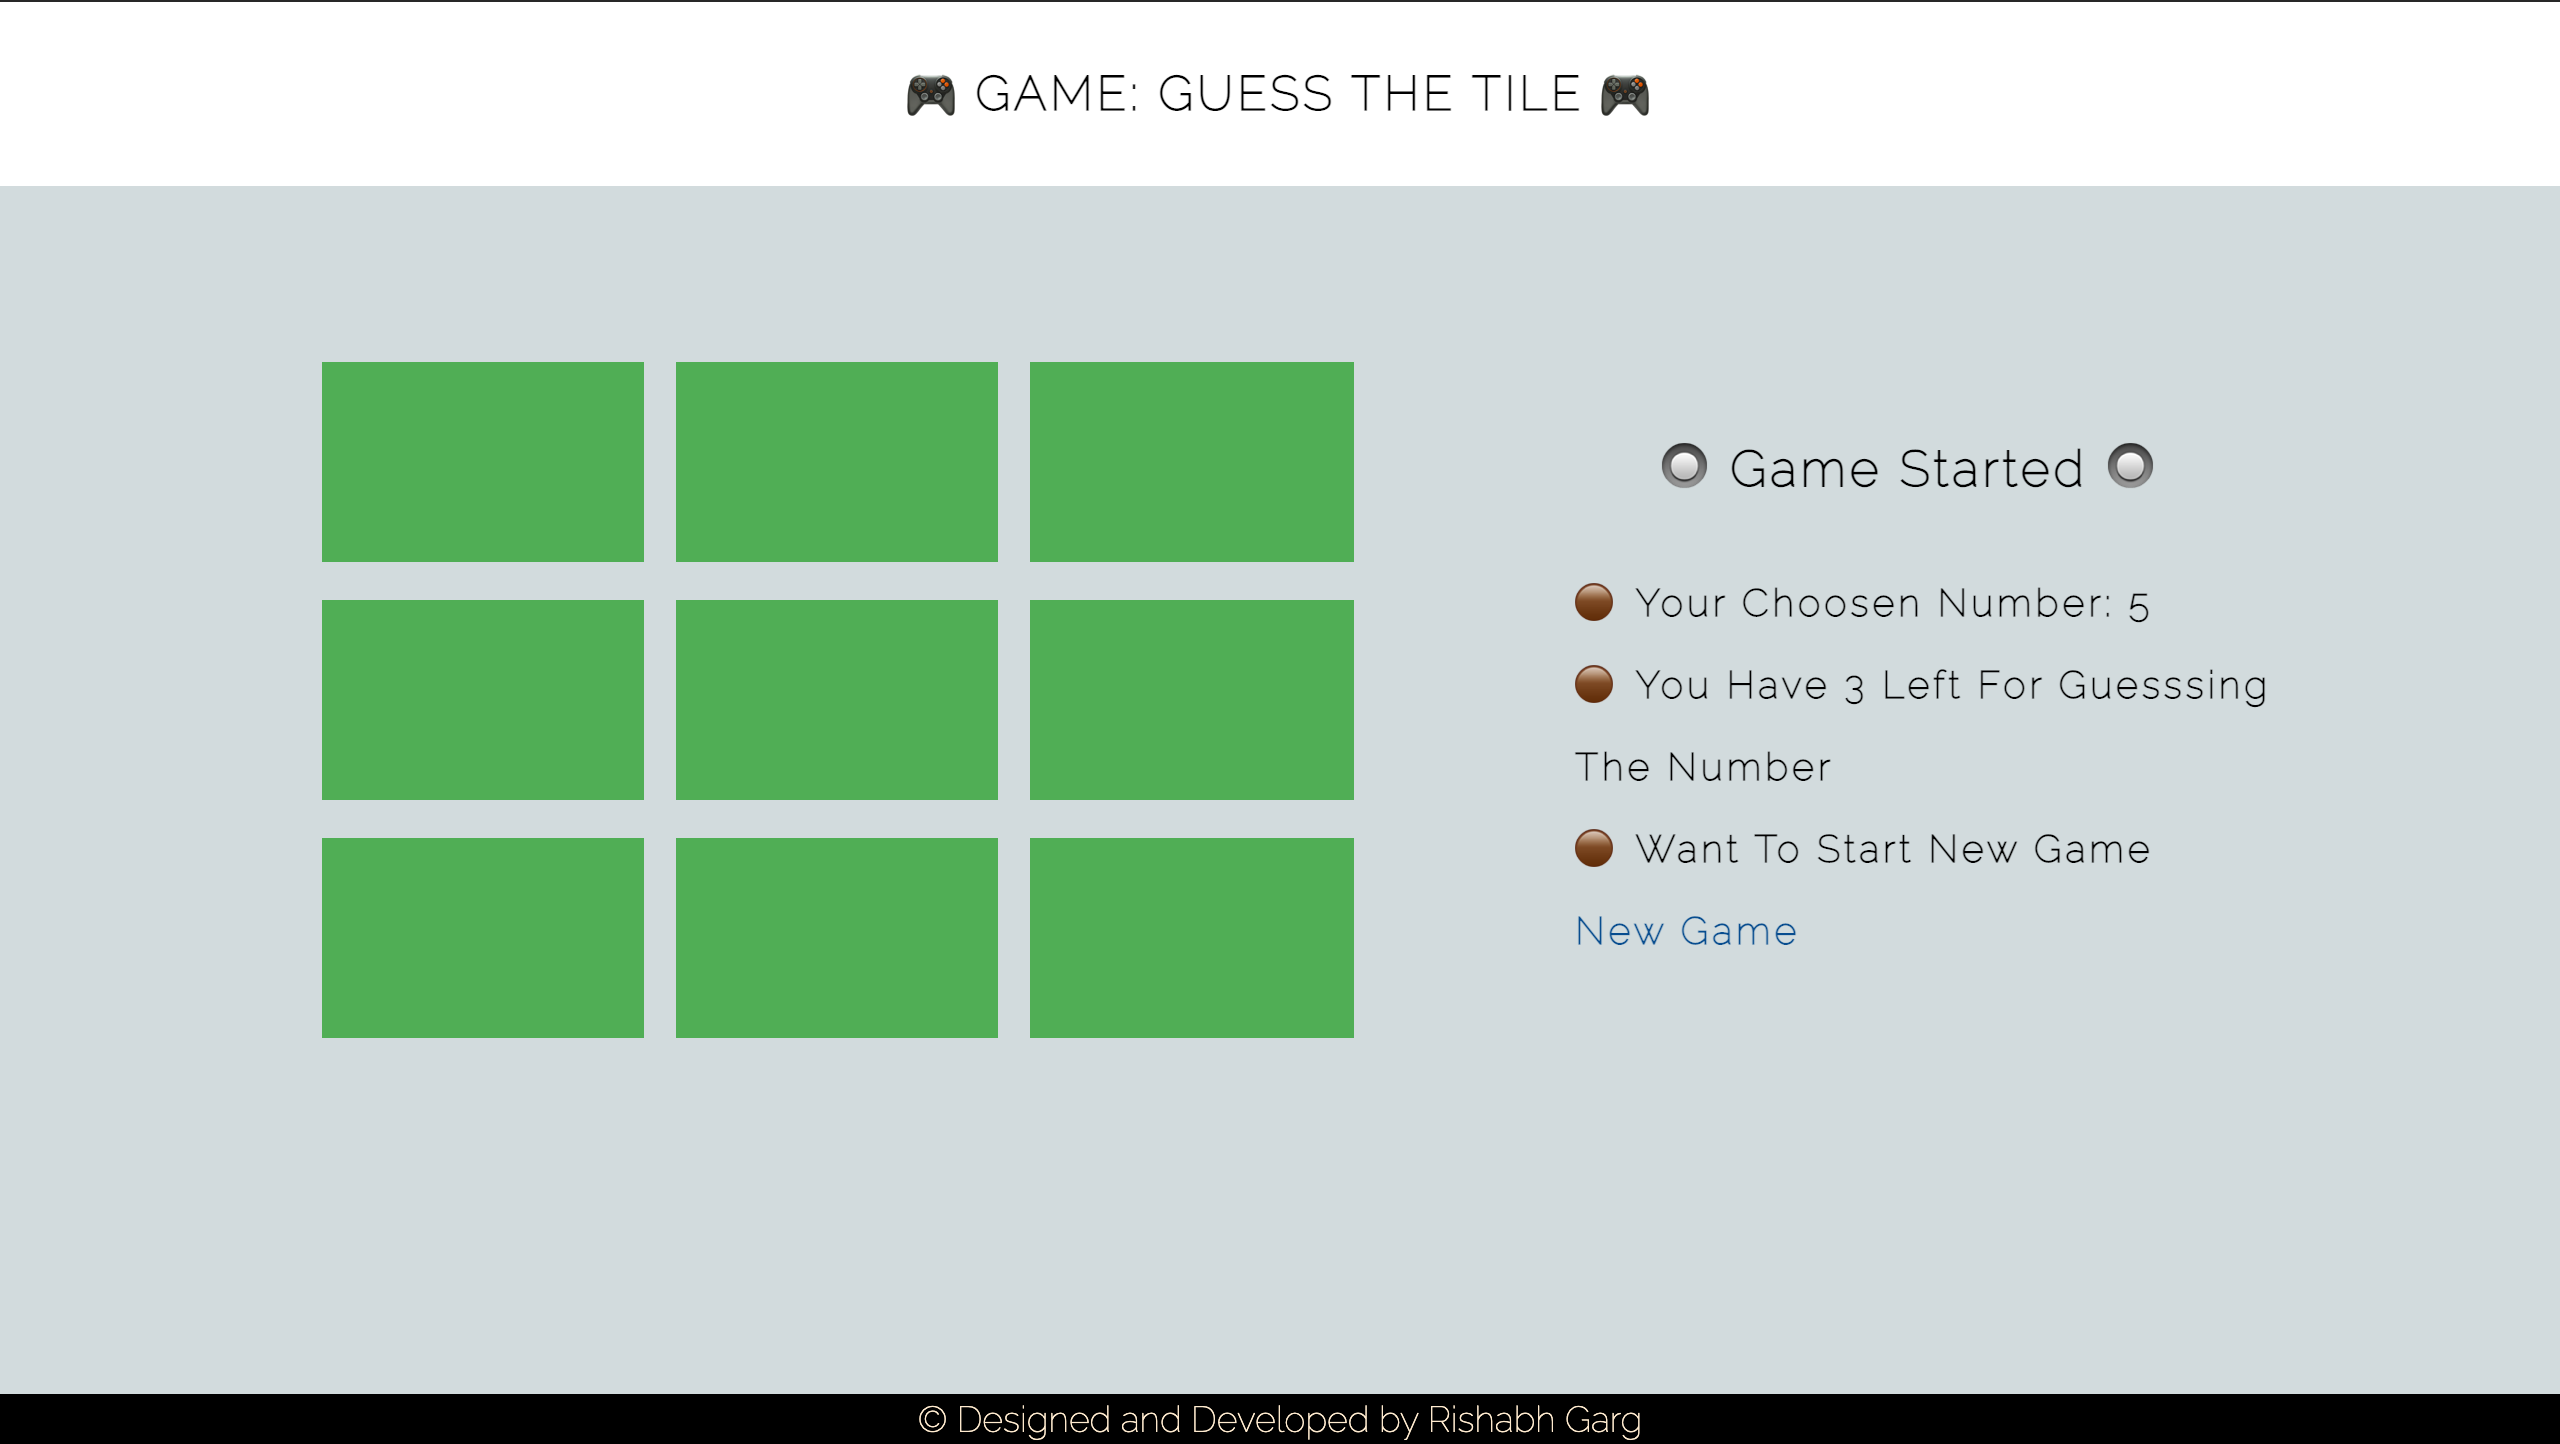 🎮 GAME: GUESS THE TILE 🎮
🔘 Game Started 🔘
🟤 Your Choosen Number: 5
🟤 You Have 3 Left For Guesssing
The Number
🟤 Want To Start New Game
New Game
© Designed and Developed by Rishabh Garg